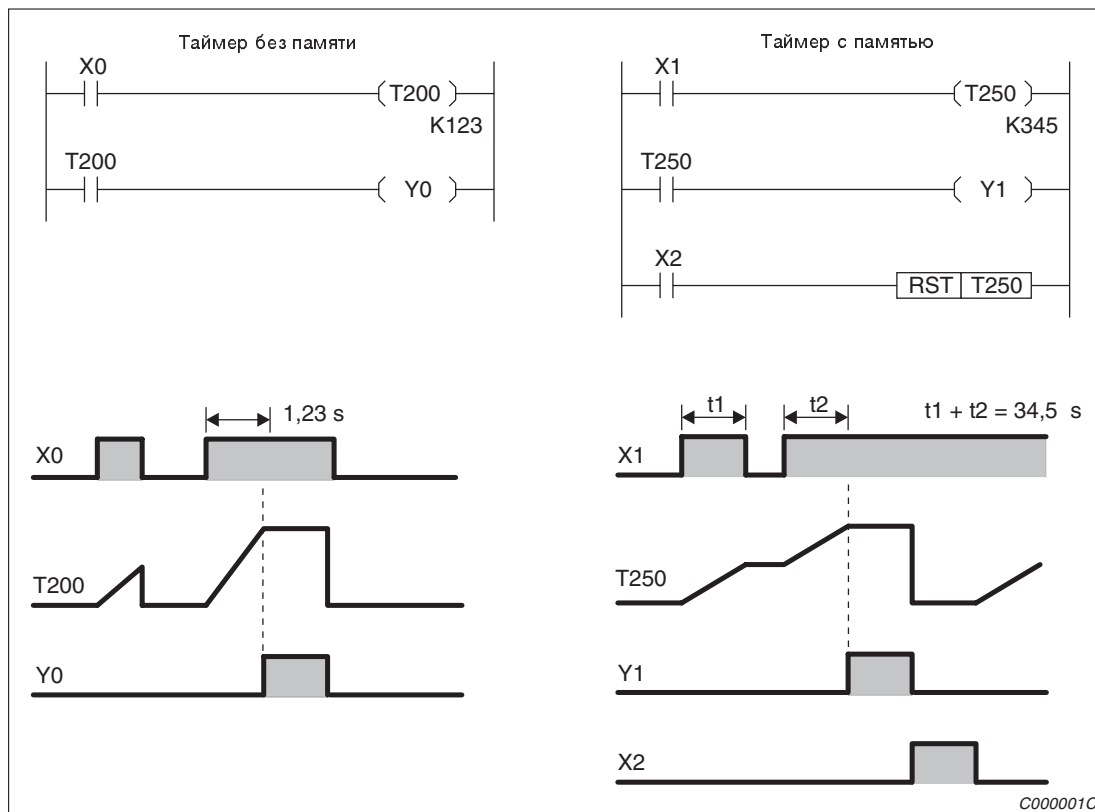 Таймер без памяти
X0
T200
K123
T200
Y0
Таймер с памятью
X1
T250
K345
T250
Y1
X2
RST T250
1,23 s
X0
T200
Y0
t1 t2 t1 + t2 = 34,5 s
X1
T250
Y1
X2
C000001C